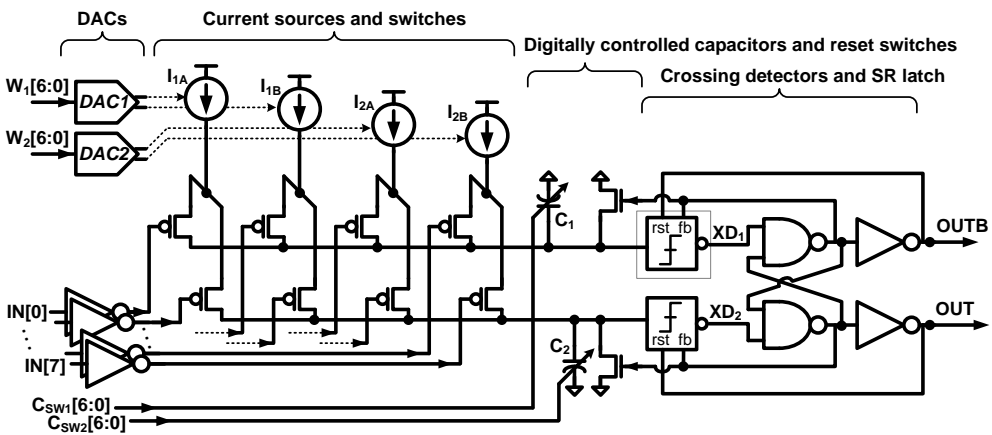 DACs
Current sources and switches
Digitally controlled capacitors and reset switches
Crossing detectors and SR latch
W1[6:0]
DAC1
W2[6:0]
DAC2
I1A
I1B
I2A
I2B
C1
rst fb
XD1
OUTB
IN[0]
IN[7]
C2
rst fb
XD2
OUT
CSW1[6:0]
CSW2[6:0]